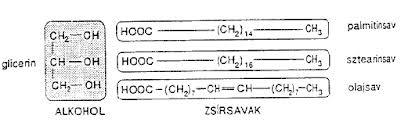 CH₂—OH HOOC—(CH₂)₁₄—CH₃ palmitinsav
glicerin CH—OH HOOC—(CH₂)₁₆—CH₃ sztearinsav
CH₂—OH HOOC—(CH₂)₇—CH=CH—(CH₂)₇—CH₃ olajsav
ALKOHOL ZSÍRSAVAK